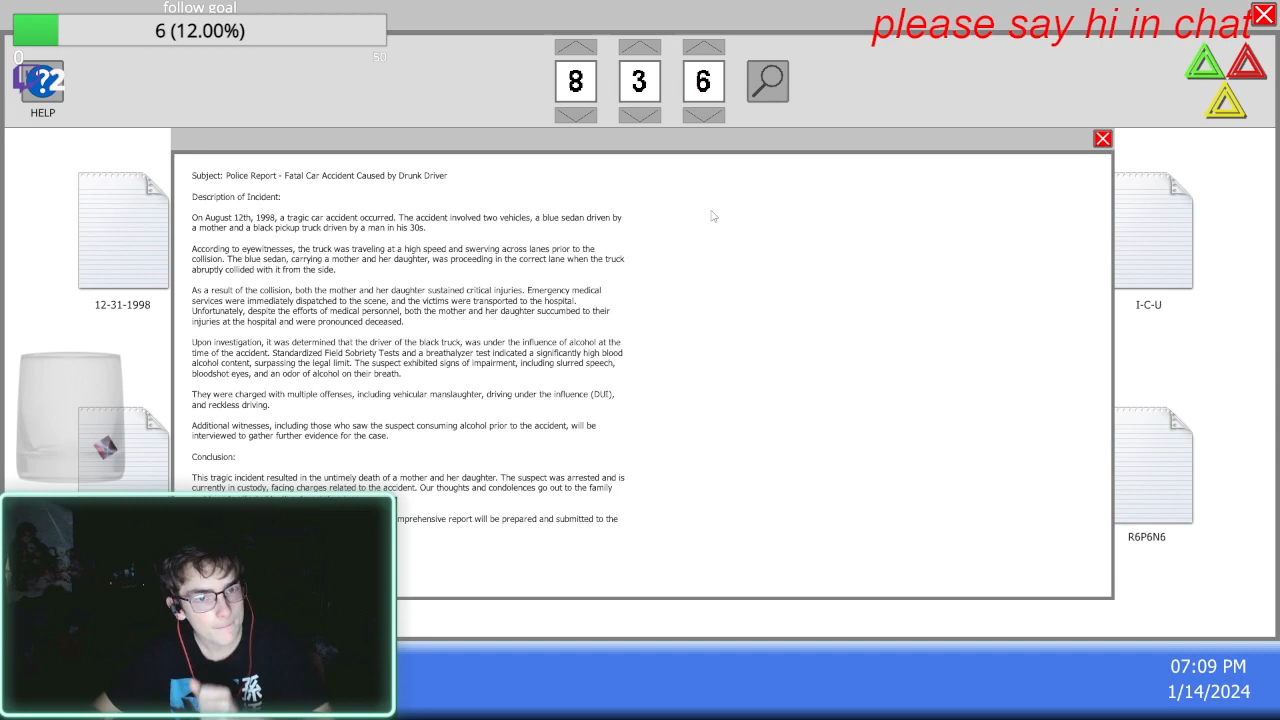 follow goal
6 (12.00%)
0
50
please say hi in chat
8
3
6
HELP
Subject: Police Report - Fatal Car Accident Caused by Drunk Driver
Description of Incident:
On August 12th, 1998, a tragic car accident occurred. The accident involved two vehicles, a blue sedan driven by
a mother and a black pickup truck driven by a man in his 30s.
According to eyewitnesses, the truck was traveling at a high speed and swerving across lanes prior to the
collision. The blue sedan, carrying a mother and her daughter, was proceeding in the correct lane when the truck
abruptly collided with it from the side.
As a result of the collision, both the mother and her daughter sustained critical injuries. Emergency medical
services were immediately dispatched to the scene, and the victims were transported to the hospital.
Unfortunately, despite the efforts of medical personnel, both the mother and her daughter succumbed to their
injuries at the hospital and were pronounced deceased.
Upon investigation, it was determined that the driver of the black truck, was under the influence of alcohol at the
time of the accident. Standardized Field Sobriety Tests and a breathalyzer test indicated a significantly high blood
alcohol content, surpassing the legal limit. The suspect exhibited signs of impairment, including slurred speech,
bloodshot eyes, and an odor of alcohol on their breath.
They were charged with multiple offenses, including vehicular manslaughter, driving under the influence (DUI),
and reckless driving.
Additional witnesses, including those who saw the suspect consuming alcohol prior to the accident, will be
interviewed to gather further evidence for the case.
Conclusion:
This tragic incident resulted in the untimely death of a mother and her daughter. The suspect was arrested and is
currently in custody, facing charges related to the accident. Our thoughts and condolences go out to the family
mprehensive report will be prepared and submitted to the
12-31-1998
I-C-U
R6P6N6
07:09 PM
1/14/2024